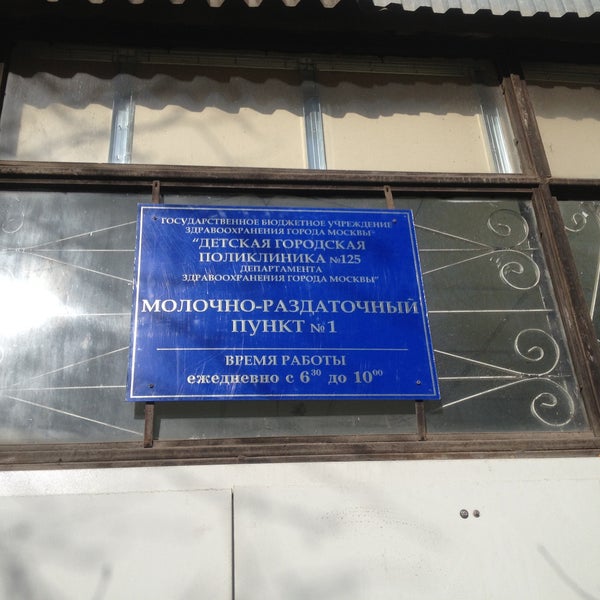 ГОСУДАРСТВЕННОЕ БЮДЖЕТНОЕ УЧРЕЖДЕНИЕ
ЗДРАВООХРАНЕНИЯ ГОРОДА МОСКВЫ"
"ДЕТСКАЯ ГОРОДСКАЯ
ПОЛИКЛИНИКА №125
ДЕПАРТАМЕНТА
ЗДРАВООХРАНЕНИЯ ГОРОДА МОСКВЫ"
МОЛОЧНО-РАЗДАТОЧНЫЙ
ПУНКТ №1
ВРЕМЯ РАБОТЫ
ежедневно с 6³⁰ до 10⁰⁰